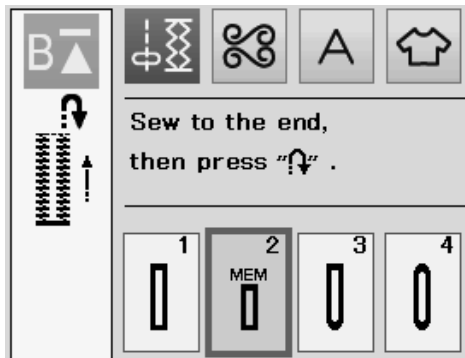 B
A
Sew to the end,
then press "↷" .
1
2
3
4
MEM